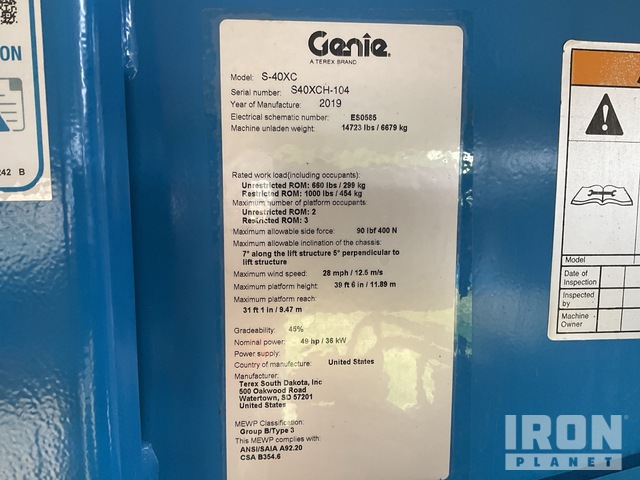 Genie
A TEREX BRAND
Model: S-40XC
Serial number: S40XCH-104
Year of Manufacture: 2019
Electrical schematic number: ES0585
Machine unladen weight: 14723 lbs / 6679 kg
Rated work load(including occupants):
Unrestricted ROM: 660 lbs / 299 kg
Restricted ROM: 1000 lbs / 454 kg
Maximum number of platform occupants
Unrestricted ROM: 2
Restricted ROM: 3
Maximum allowable side force: 90 lbf 400 N
Maximum allowable inclination of the chassis:
7° along the lift structure 5° perpendicular to
lift structure
Maximum wind speed: 28 mph / 12.5 m/s
Maximum platform height: 39 ft 6 in / 11.89 m
Maximum platform reach:
31 ft 1 in / 9.47 m
Gradeability: 45%
Nominal power: 49 hp / 36 kW
Power supply:
Country of manufacture: United States
Manufacturer:
Terex South Dakota, Inc
500 Oakwood Road
Watertown, SD 57201
United States
MEWP Classification:
Group B/Type 3
This MEWP complies with:
ANSI/SAIA A92.20
CSA B354.6
ION
242 B
Model
Date of
Inspection
Inspected
by
Machine
Owner
IRON
PLANET